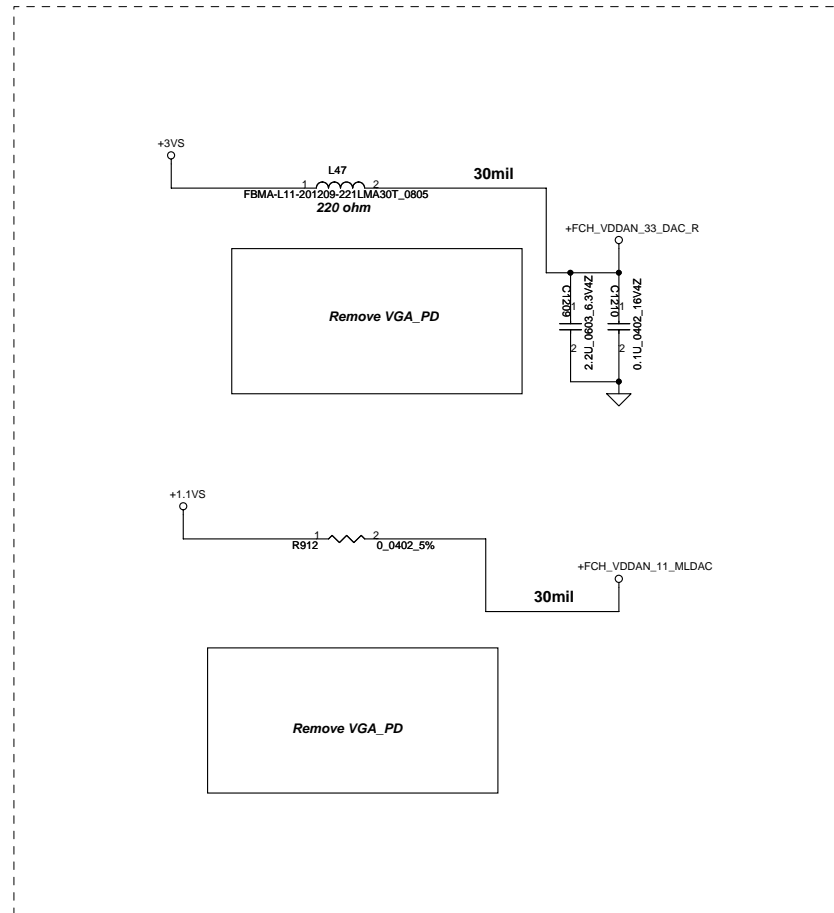 +3VS
L47
1 2
FBMA-L11-201209-221LMA30T_0805
220 ohm
30mil
+FCH_VDDAN_33_DAC_R
Remove VGA_PD
C1209
1
2
2.2U_0603_6.3V4Z
C1210
1
2
0.1U_0402_16V4Z
+1.1VS
1 2
R912 0_0402_5%
+FCH_VDDAN_11_MLDAC
30mil
Remove VGA_PD